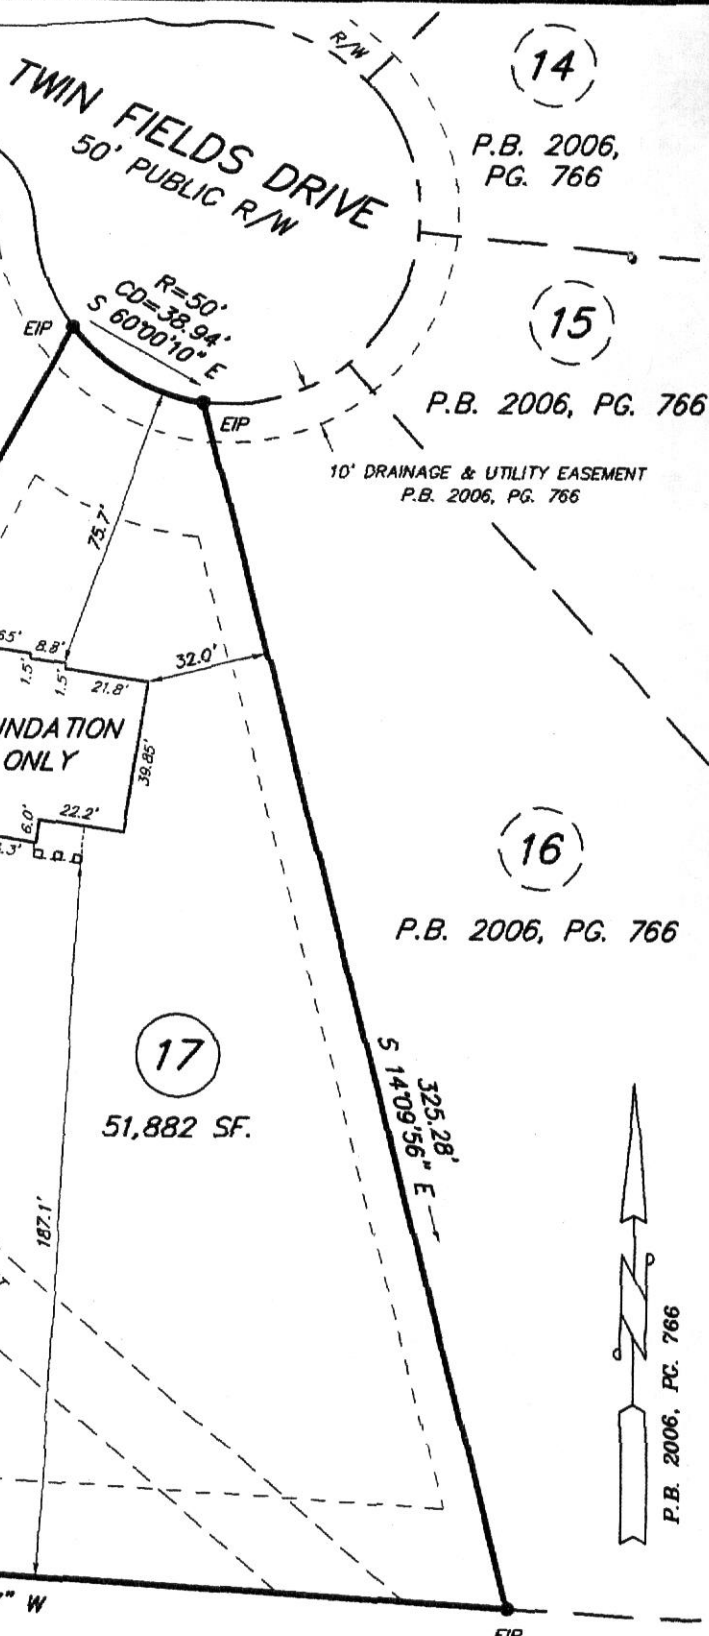 R/W
14
P.B. 2006,
PG. 766
TWIN FIELDS DRIVE
50' PUBLIC R/W
R=50'
CD=38.94'
S 60°00'10" E
EIP
EIP
15
P.B. 2006, PG. 766
10' DRAINAGE & UTILITY EASEMENT
P.B. 2006, PG. 766
75.7'
8.8'
1.5'
1.5'
21.8'
32.0'
ONLY
39.85'
22.2'
6.0'
16
P.B. 2006, PG. 766
17
51,882 SF.
325.28'
S 14°09'56" E
187.1'
P.B. 2006, PG. 766
" W